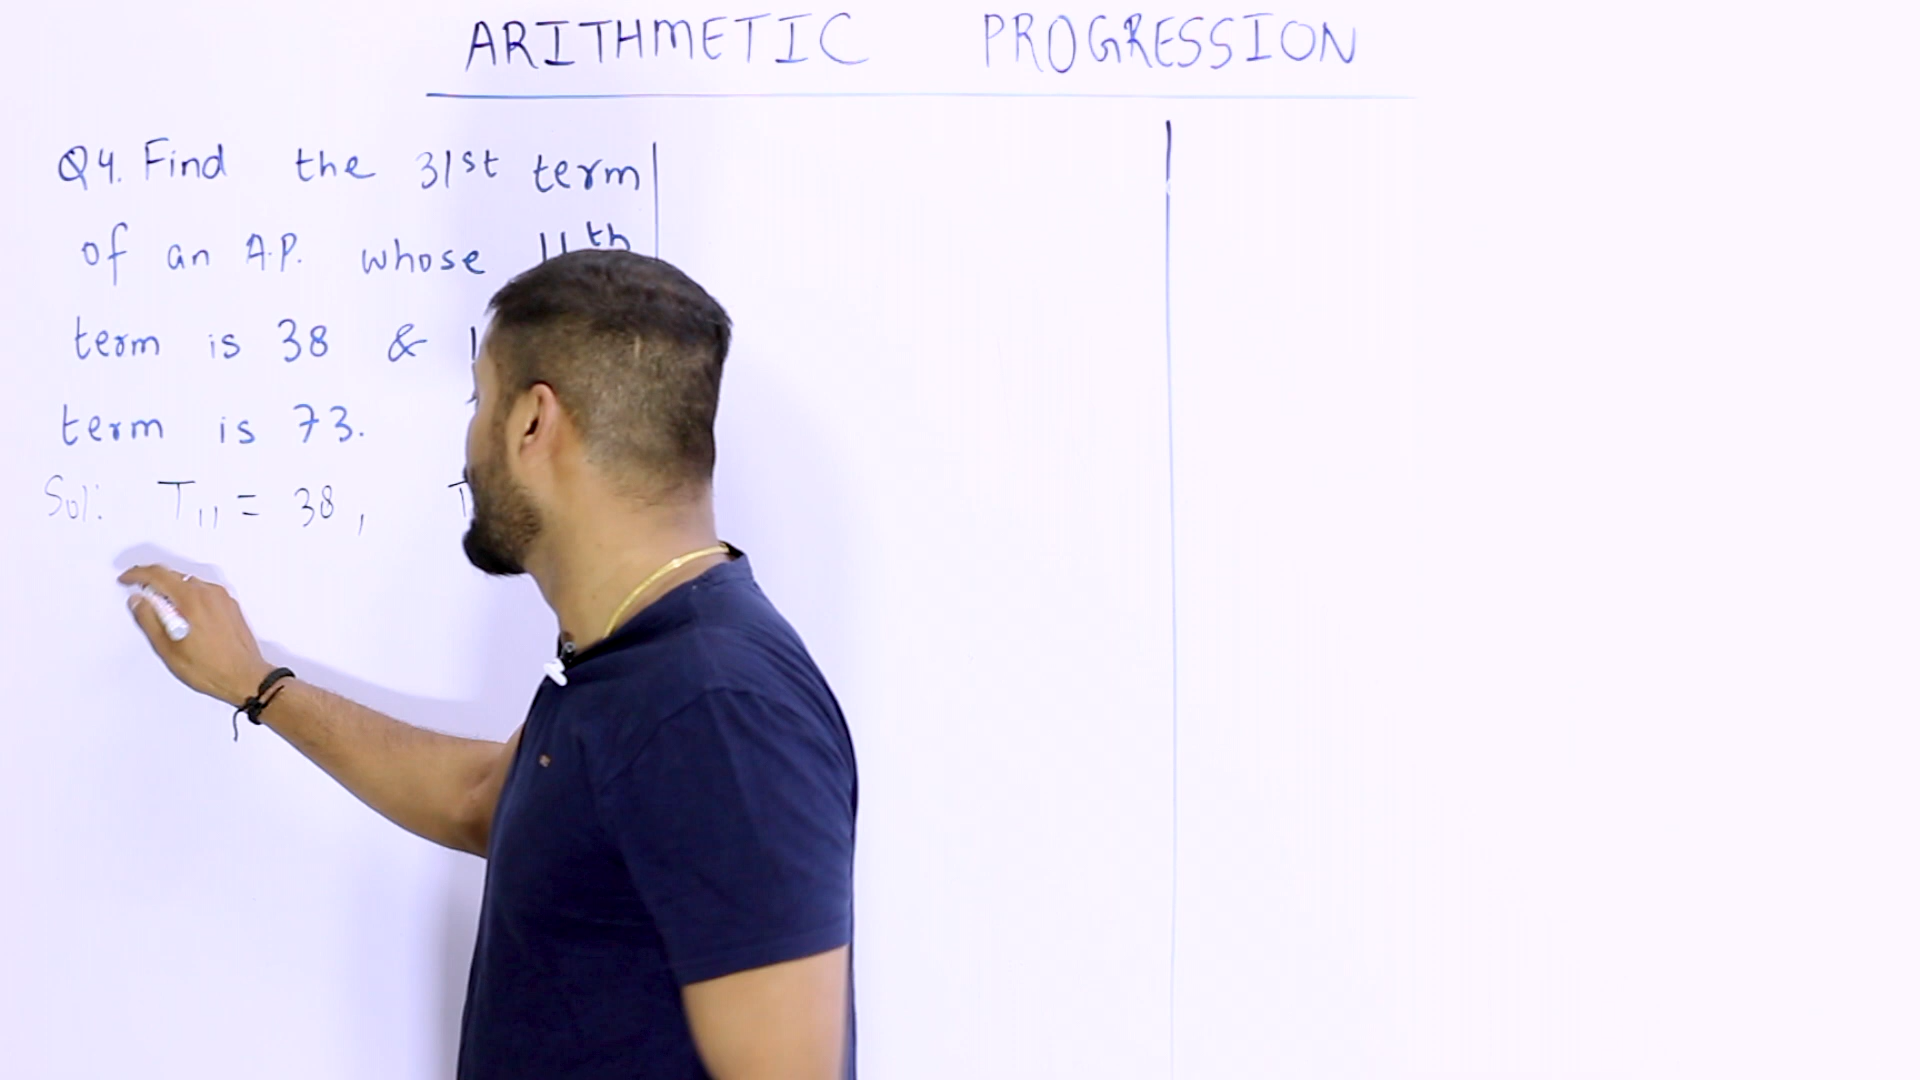 ARITHMETIC PROGRESSION
Q4. Find the 31st term
of an A.P. whose 11th
term is 38 &
term is 73.
Sol: T11 = 38, T